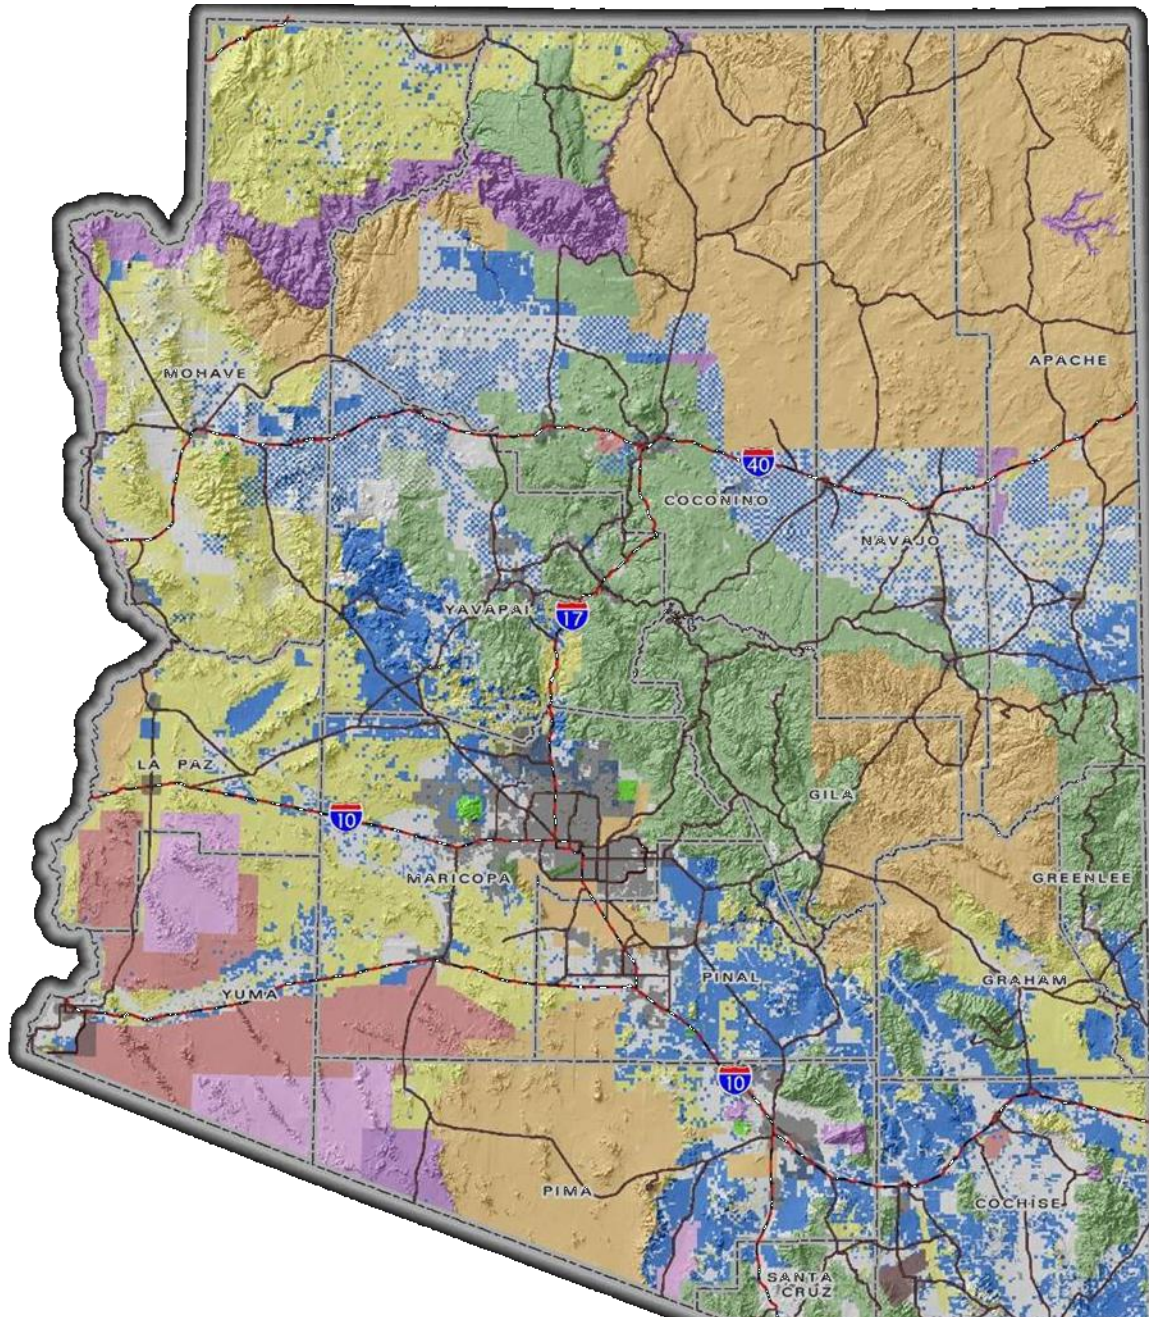 MOHAVE
APACHE
40
COCONINO
NAVAJO
YAVAPAI
17
LA PAZ
GILA
10
MARICOPA
GREENLEE
PINAL
GRAHAM
YUMA
10
PIMA
COCHISE
SANTA
CRUZ